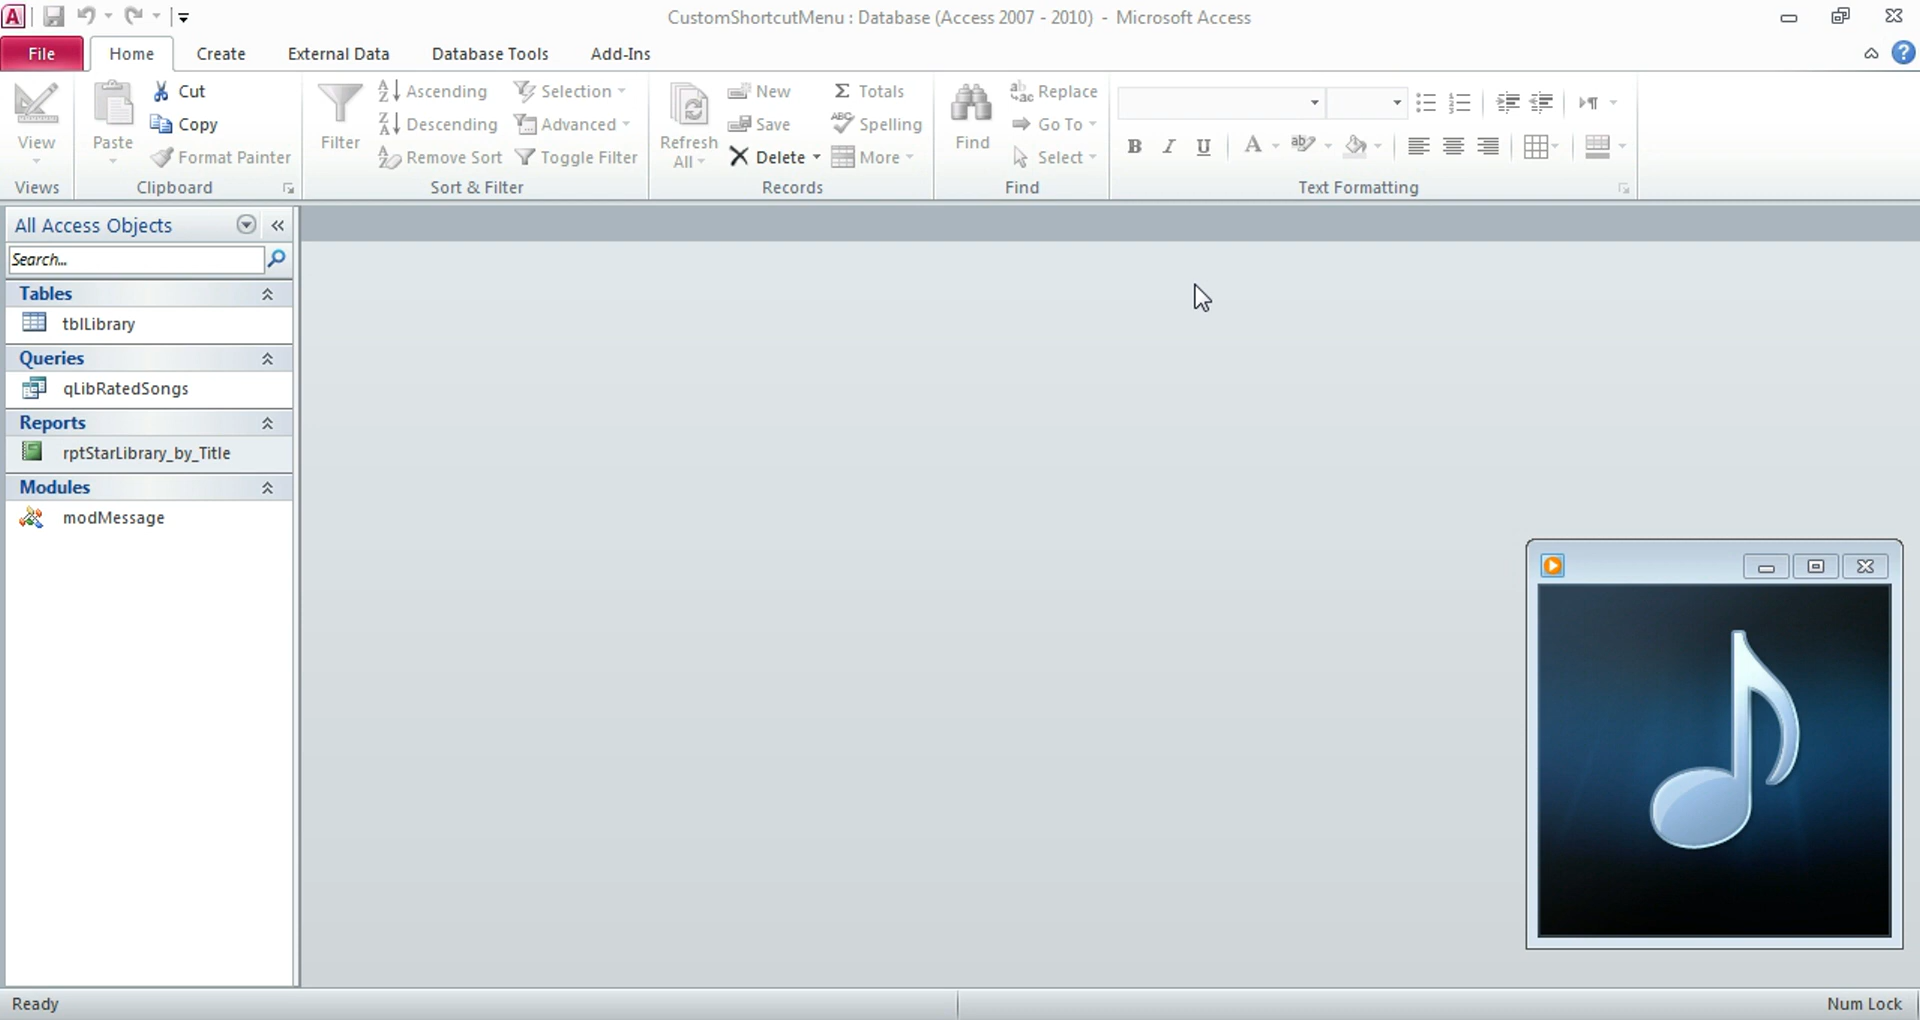 CustomShortcutMenu : Database (Access 2007 - 2010) - Microsoft Access
File Home Create External Data Database Tools Add-Ins
View
Views
Paste
Cut
Copy
Format Painter
Clipboard
Filter
Ascending
Descending
Remove Sort
Selection
Advanced
Toggle Filter
Sort & Filter
Refresh
All
New
Save
Delete
Totals
Spelling
More
Records
Find
Replace
Go To
Select
Find
B I U A ab
Text Formatting
All Access Objects
Search...
Tables
tblLibrary
Queries
qLibRatedSongs
Reports
rptStarLibrary_by_Title
Modules
modMessage
Ready
Num Lock